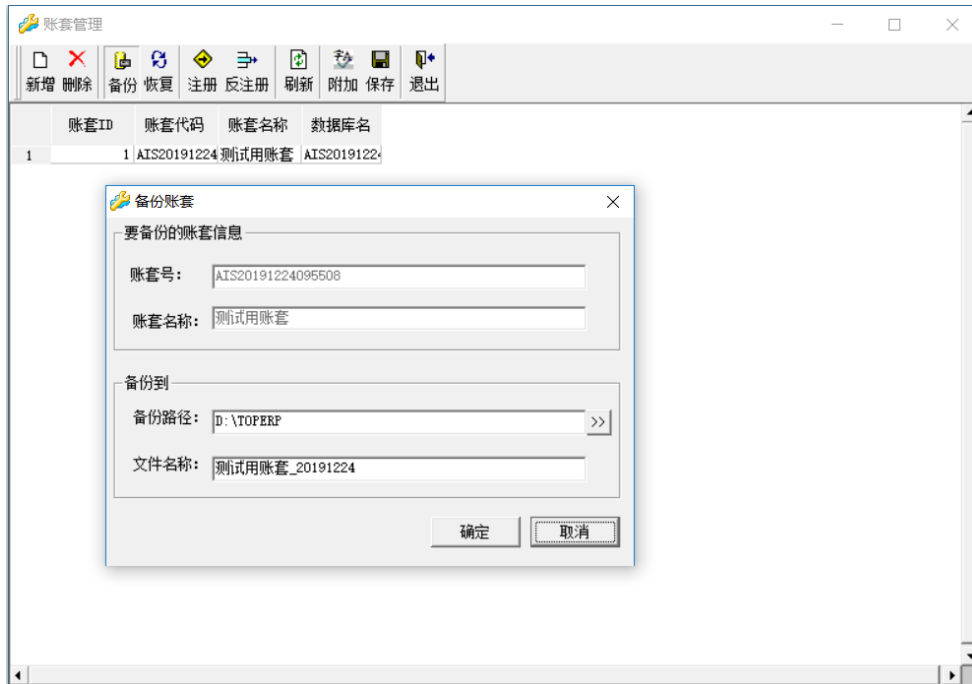 账套管理
新增 删除 备份 恢复 注册 反注册 刷新 附加 保存 退出
账套ID 账套代码 账套名称 数据库名
1 1 AIS20191224 测试用账套 AIS2019122
备份账套
要备份的账套信息
账套号: AIS20191224095508
账套名称: 测试用账套
备份到
备份路径: D:\TOPERP >>
文件名称: 测试用账套_20191224
确定 取消